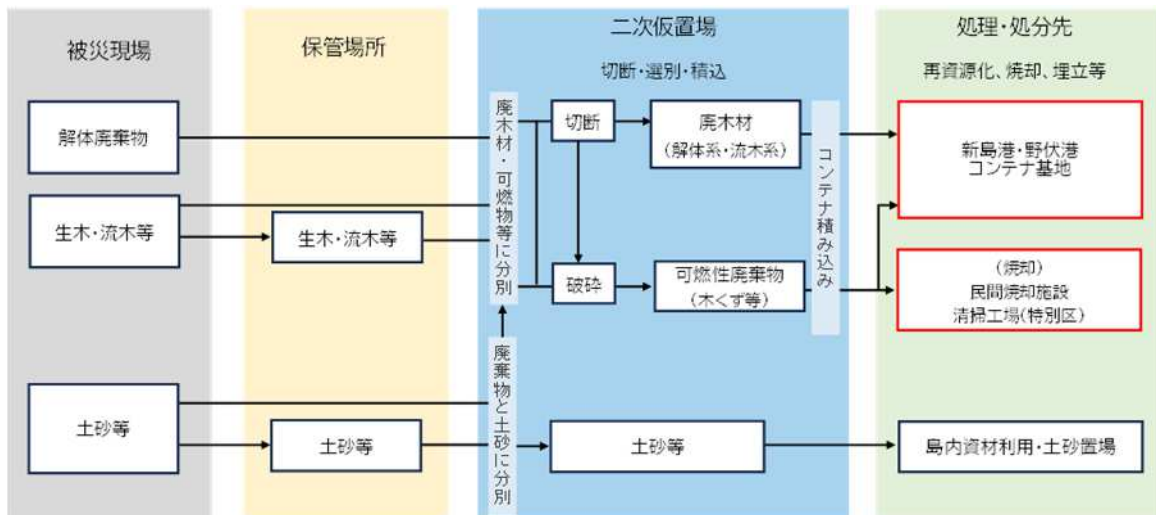 被災現場
解体廃棄物
生木・流木等
土砂等
保管場所
生木・流木等
土砂等
二次仮置場
切断・選別・積込
廃木材・可燃物等に分別
廃棄物と土砂に分別
切断
廃木材
(解体系・流木系)
破砕
可燃性廃棄物
(木くず等)
コンテナ積み込み
土砂等
処理・処分先
再資源化、焼却、埋立等
新島港・野伏港
コンテナ基地
(焼却)
民間焼却施設
清掃工場(特別区)
島内資材利用・土砂置場